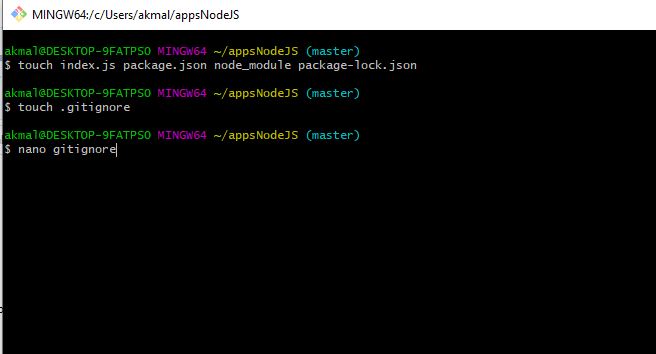 MINGW64:/c/Users/akmal/appsNodeJS
akmal@DESKTOP-9FATPSO MINGW64 ~/appsNodeJS (master)
$ touch index.js package.json node_module package-lock.json
akmal@DESKTOP-9FATPSO MINGW64 ~/appsNodeJS (master)
$ touch .gitignore
akmal@DESKTOP-9FATPSO MINGW64 ~/appsNodeJS (master)
$ nano gitignore